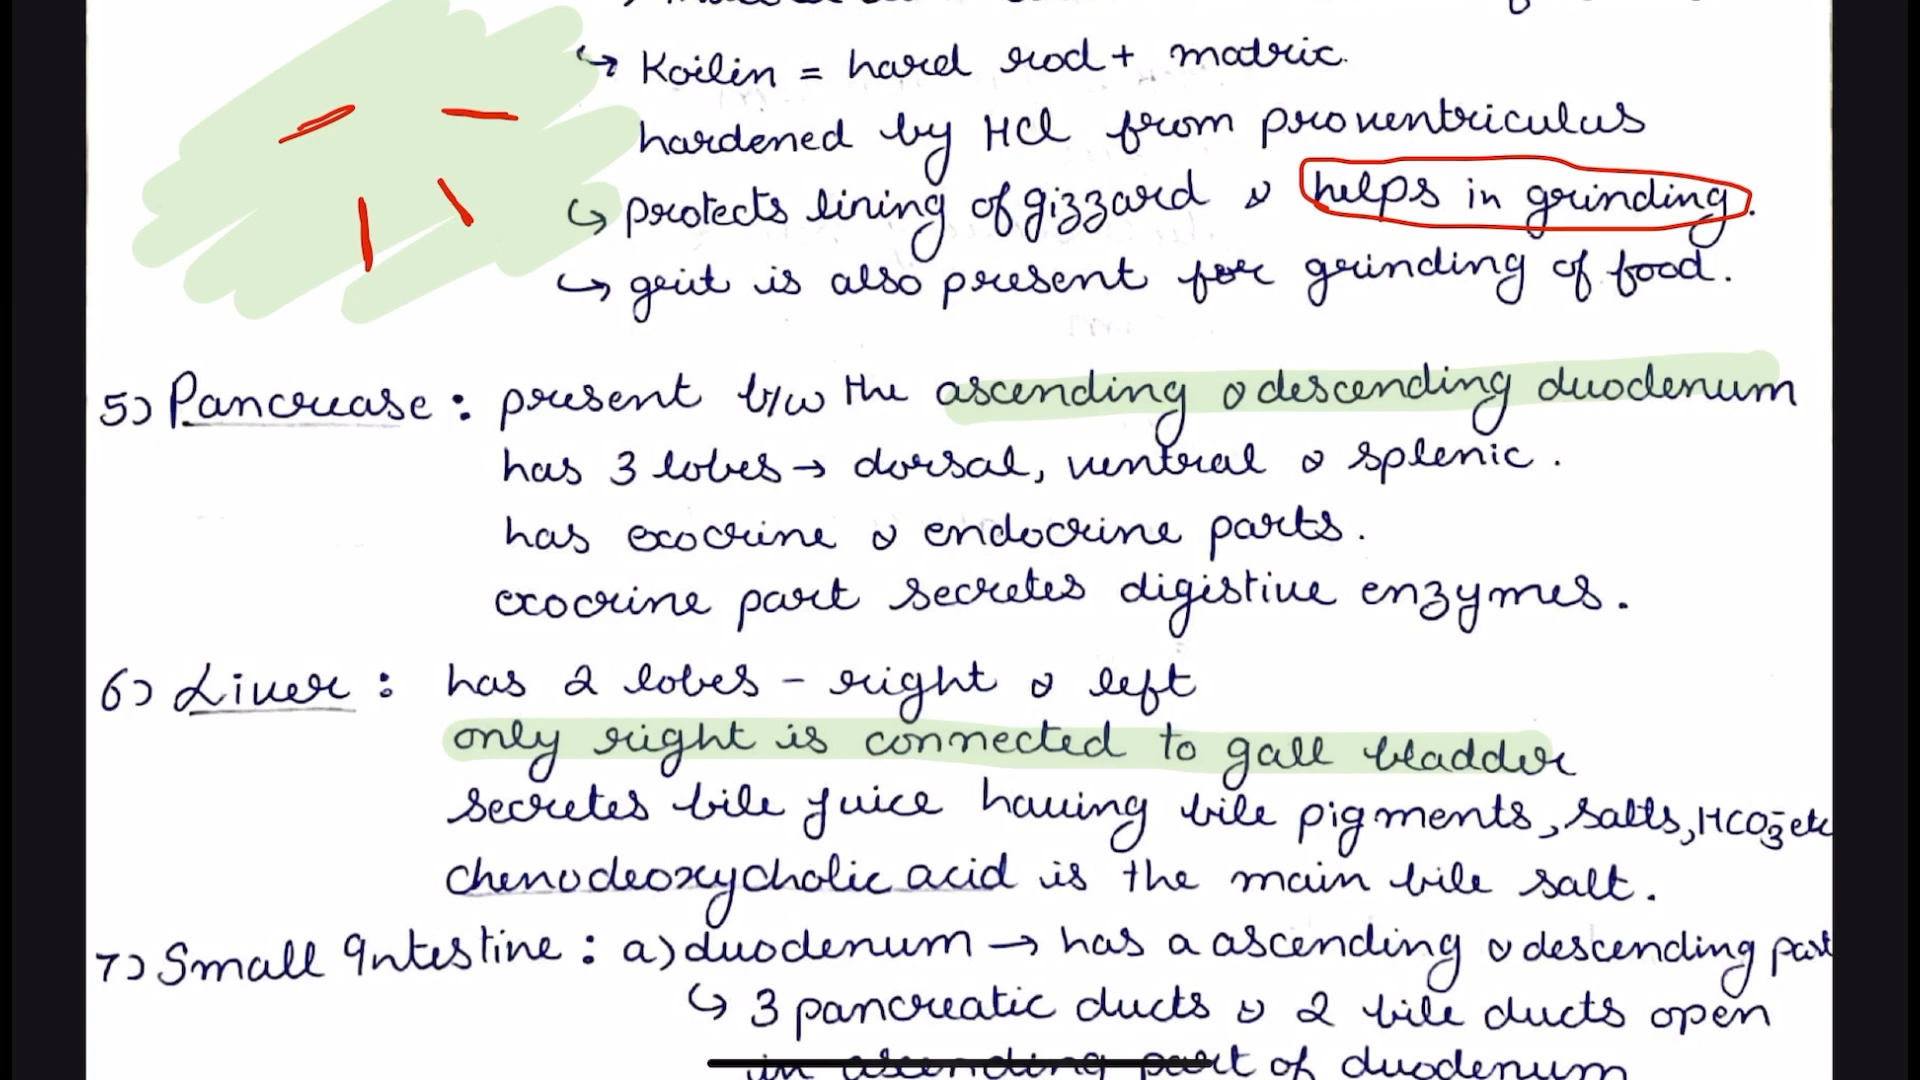 ↳ Koilin = hard rod + matrix.
hardened by HCl from proventriculus
↳ protects lining of gizzard & helps in grinding.
↳ grit is also present for grinding of food.
5) Pancrease : present b/w the ascending & descending duodenum
has 3 lobes → dorsal, ventral & splenic.
has exocrine & endocrine parts.
exocrine part secretes digistive enzymes.
6) Liver : has 2 lobes - right & left
only right is connected to gall bladder
secretes bile juice having bile pigments, salts, HCO3⁻ etc
chenodeoxycholic acid is the main bile salt.
7) Small Intestine : a) duodenum → has a ascending & descending part
↳ 3 pancreatic ducts & 2 bile ducts open
in ascending part of duodenum